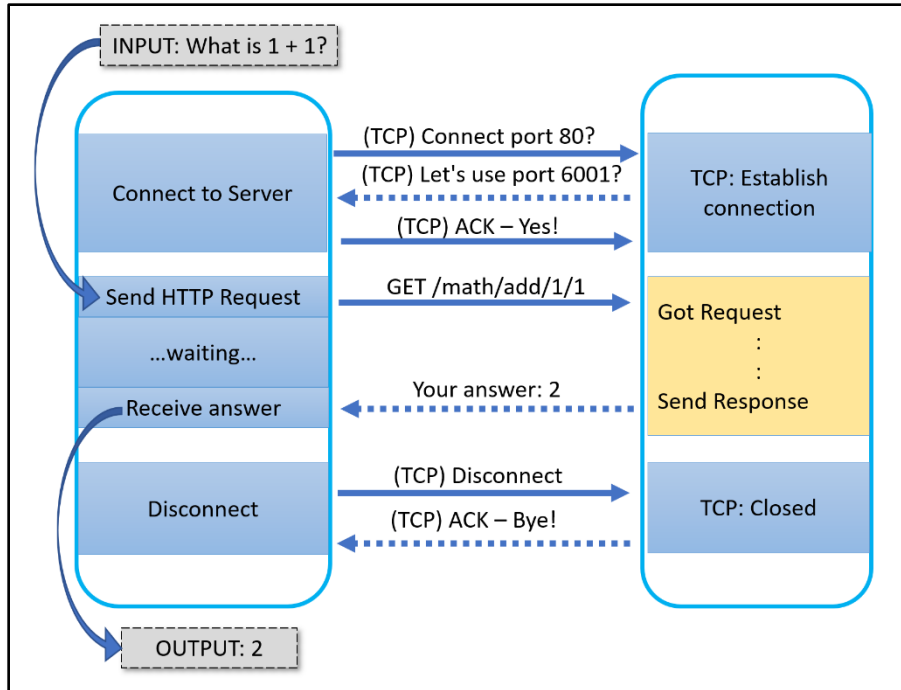 INPUT: What is 1 + 1?
(TCP) Connect port 80?
(TCP) Let's use port 6001?
Connect to Server
TCP: Establish
connection
(TCP) ACK – Yes!
Send HTTP Request
GET /math/add/1/1
Got Request
:
...waiting...
:
Your answer: 2
Receive answer
Send Response
(TCP) Disconnect
Disconnect
TCP: Closed
(TCP) ACK – Bye!
OUTPUT: 2